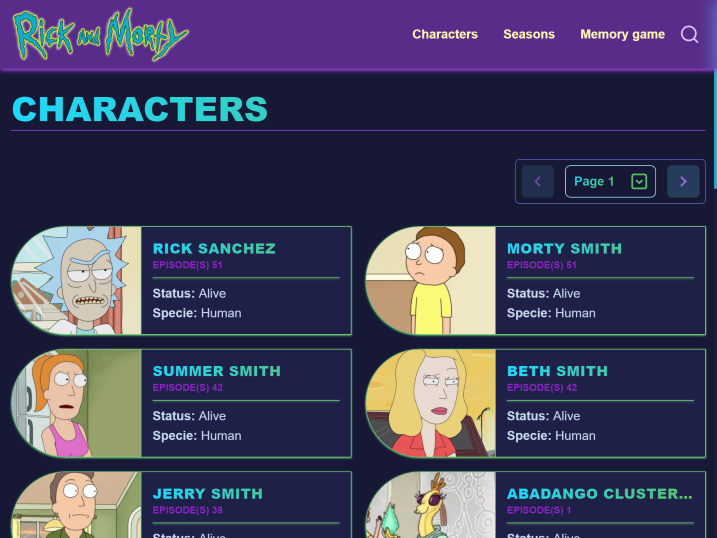 Rick and Morty
Characters Seasons Memory game
CHARACTERS
Page 1
RICK SANCHEZ
EPISODE(S) 51
Status: Alive
Specie: Human
MORTY SMITH
EPISODE(S) 51
Status: Alive
Specie: Human
SUMMER SMITH
EPISODE(S) 42
Status: Alive
Specie: Human
BETH SMITH
EPISODE(S) 42
Status: Alive
Specie: Human
JERRY SMITH
EPISODE(S) 39
Status: Alive
ABADANGO CLUSTER...
EPISODE(S) 1
Status: Alive